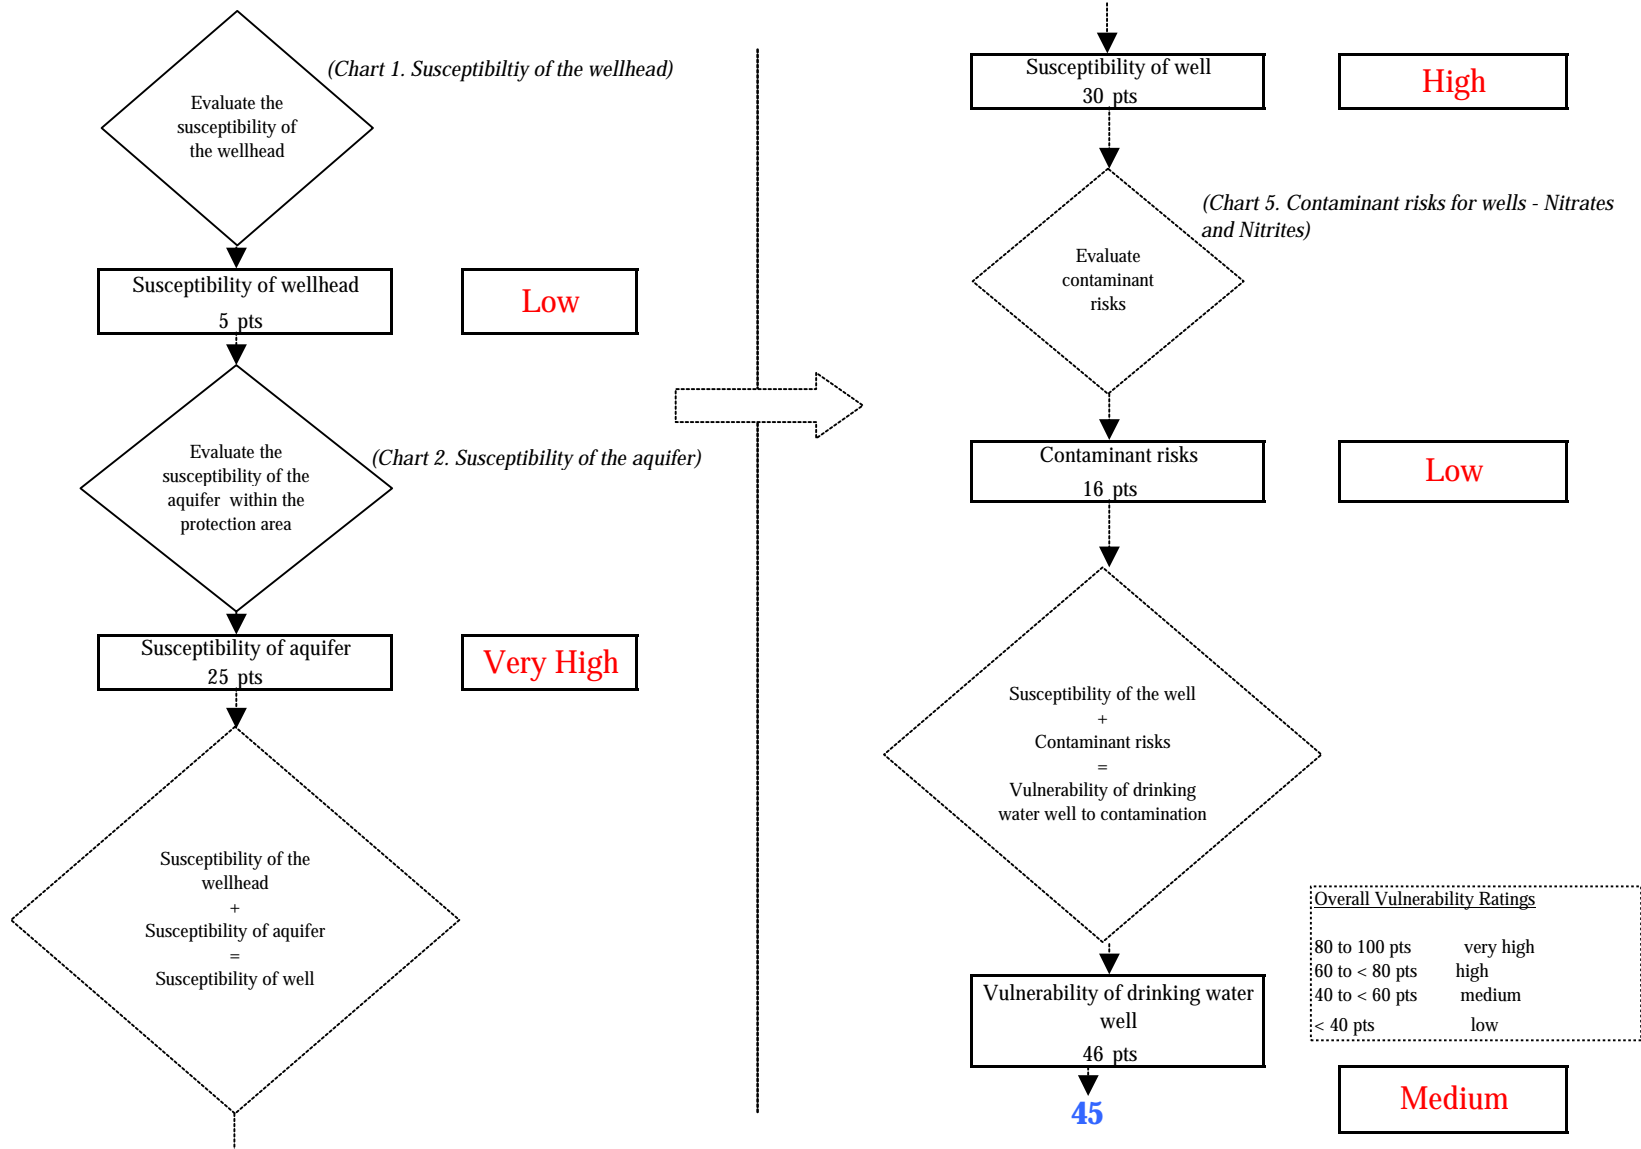 (Chart 1. Susceptibiltiy of the wellhead)
Evaluate the
susceptibility of
the wellhead
Susceptibility of wellhead
5 pts
Low
Evaluate the
susceptibility of the
aquifer within the
protection area
(Chart 2. Susceptibility of the aquifer)
Susceptibility of aquifer
25 pts
Very High
Susceptibility of the
wellhead
+
Susceptibility of aquifer
=
Susceptibility of well
Susceptibility of well
30 pts
High
(Chart 5. Contaminant risks for wells - Nitrates
and Nitrites)
Evaluate
contaminant
risks
Contaminant risks
16 pts
Low
Susceptibility of the well
+
Contaminant risks
=
Vulnerability of drinking
water well to contamination
Overall Vulnerability Ratings
80 to 100 pts very high
60 to < 80 pts high
40 to < 60 pts medium
< 40 pts low
Vulnerability of drinking water
well
46 pts
45
Medium